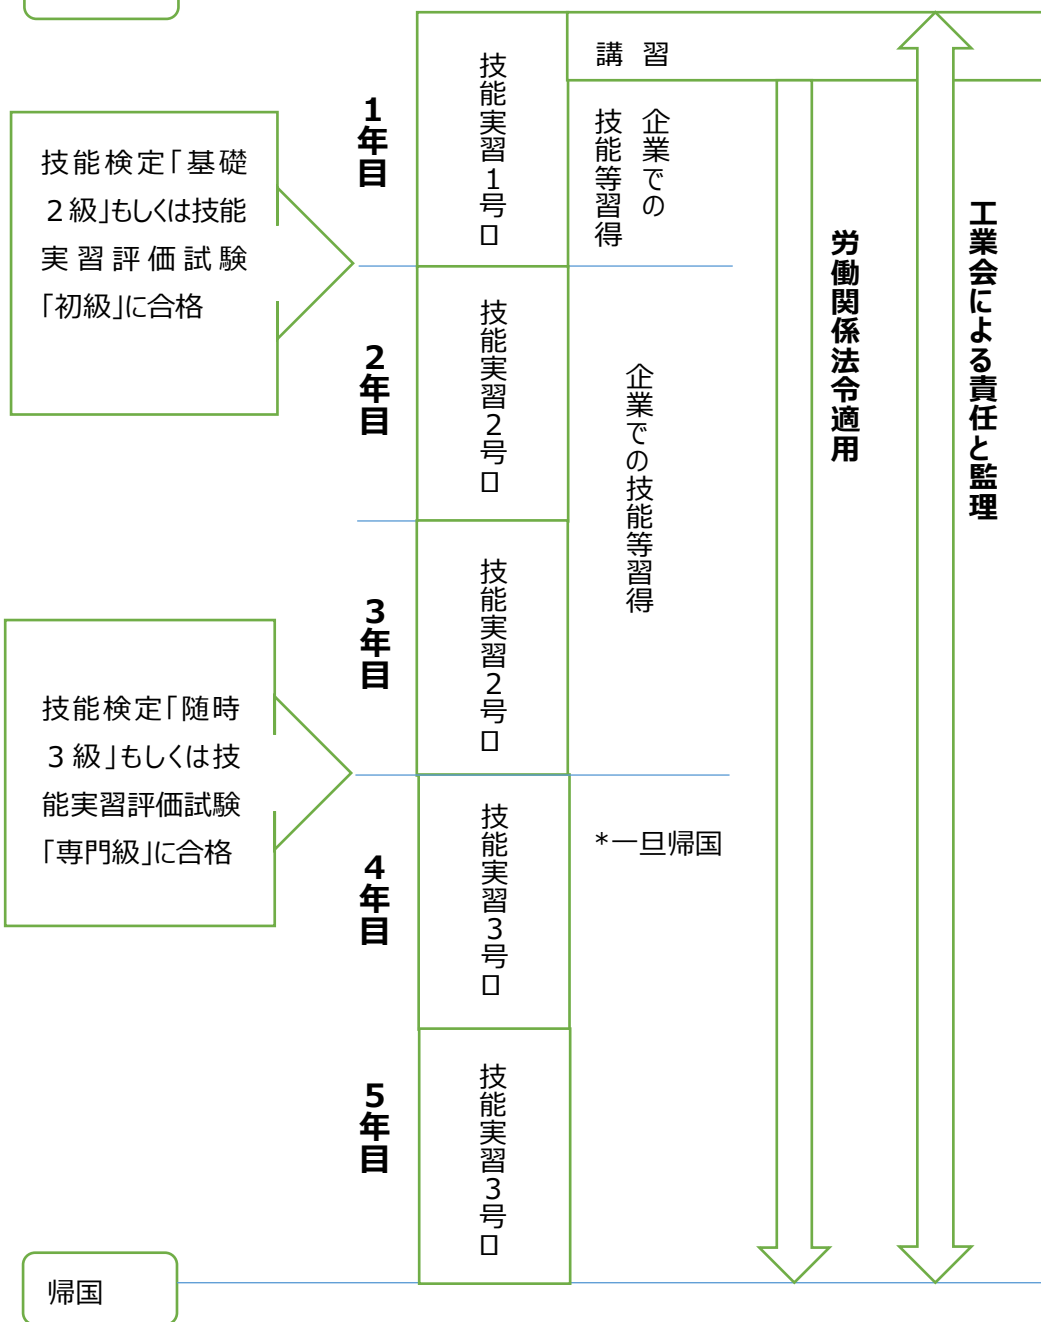 講 習
1年目
技能実習1号ロ
企業での
技能等習得
技能検定「基礎
2級」もしくは技能
実習評価試験
「初級」に合格
2年目
技能実習2号ロ
企業での技能等習得
労働関係法令適用
工業会による責任と監理
3年目
技能実習2号ロ
技能検定「随時
3級」もしくは技
能実習評価試験
「専門級」に合格
4年目
技能実習3号ロ
*一旦帰国
5年目
技能実習3号ロ
帰国